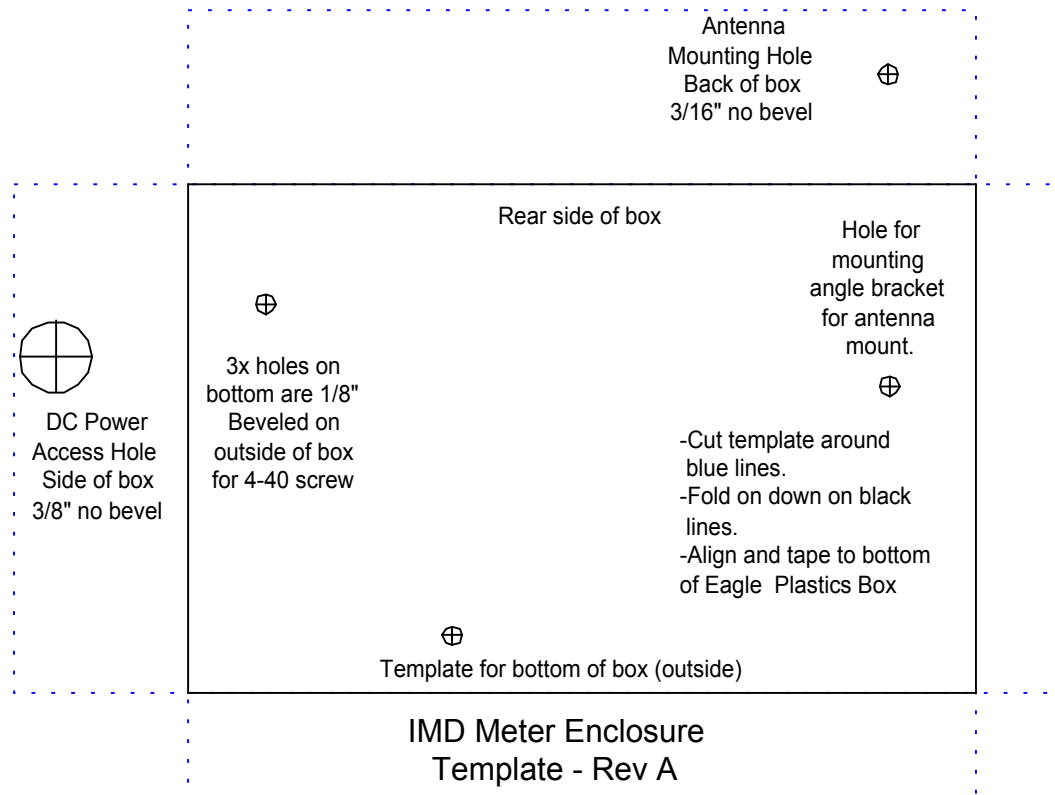 Antenna
Mounting Hole
Back of box
3/16" no bevel
Rear side of box
Hole for
mounting
angle bracket
for antenna
mount.
3x holes on
bottom are 1/8"
Beveled on
outside of box
for 4-40 screw
DC Power
Access Hole
Side of box
3/8" no bevel
-Cut template around
blue lines.
-Fold on down on black
lines.
-Align and tape to bottom
of Eagle Plastics Box
Template for bottom of box (outside)
IMD Meter Enclosure
Template - Rev A